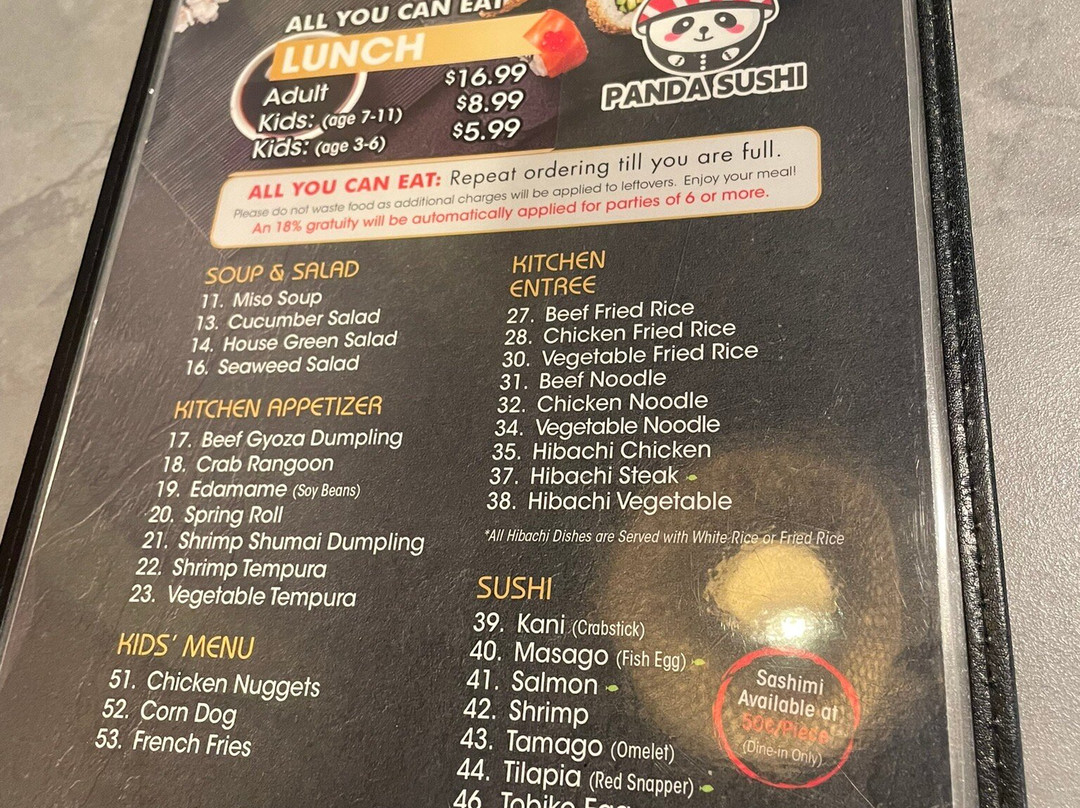 ALL YOU CAN EAT
LUNCH
Adult $16.99
Kids: (age 7-11) $8.99
Kids: (age 3-6) $5.99
PANDA SUSHI
ALL YOU CAN EAT: Repeat ordering till you are full.
Please do not waste food as additional charges will be applied to leftovers. Enjoy your meal!
An 18% gratuity will be automatically applied for parties of 6 or more.
SOUP & SALAD
11. Miso Soup
13. Cucumber Salad
14. House Green Salad
16. Seaweed Salad
KITCHEN APPETIZER
17. Beef Gyoza Dumpling
18. Crab Rangoon
19. Edamame (Soy Beans)
20. Spring Roll
21. Shrimp Shumai Dumpling
22. Shrimp Tempura
23. Vegetable Tempura
KIDS' MENU
51. Chicken Nuggets
52. Corn Dog
53. French Fries
KITCHEN
ENTREE
27. Beef Fried Rice
28. Chicken Fried Rice
30. Vegetable Fried Rice
31. Beef Noodle
32. Chicken Noodle
34. Vegetable Noodle
35. Hibachi Chicken
37. Hibachi Steak
38. Hibachi Vegetable
*All Hibachi Dishes are Served with White Rice or Fried Rice
SUSHI
39. Kani (Crabstick)
40. Masago (Fish Egg)
41. Salmon
42. Shrimp
43. Tamago (Omelet)
44. Tilapia (Red Snapper)
46. Tobiko Egg
Sashimi
Available at
50¢/Piece
(Dine-in Only)